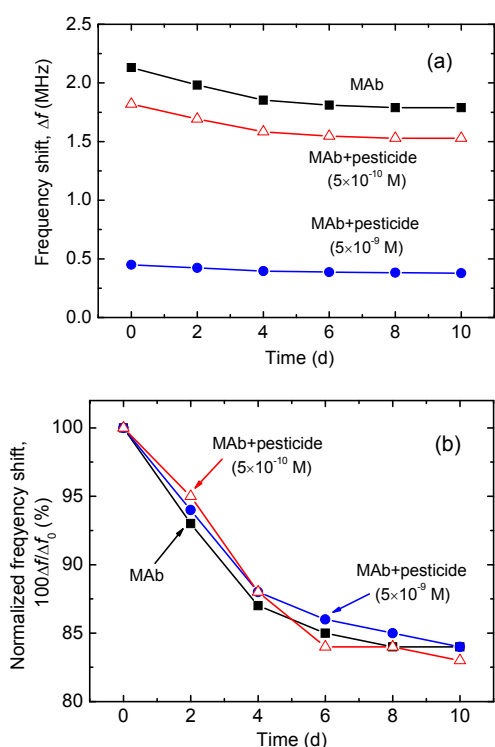 (a)
2.5
2.0
1.5
1.0
0.5
0.0
Frequency shift, Δf (MHz)
MAb
MAb+pesticide
(5×10⁻¹⁰ M)
MAb+pesticide
(5×10⁻⁹ M)
0 2 4 6 8 10
Time (d)
(b)
100
95
90
85
80
Normalized freqyency shift,
100Δf/Δf₀ (%)
MAb+pesticide
(5×10⁻¹⁰ M)
MAb
MAb+pesticide
(5×10⁻⁹ M)
0 2 4 6 8 10
Time (d)